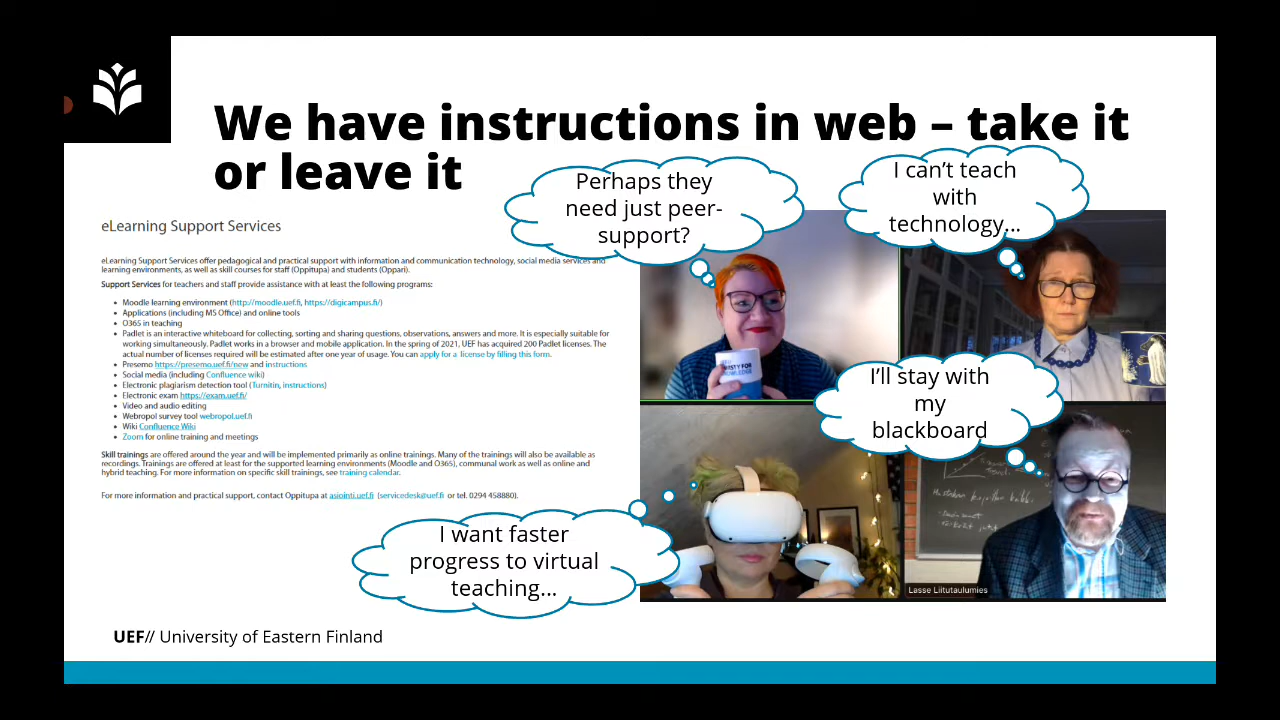 We have instructions in web – take it
or leave it
Perhaps they
need just peer-
support?
I can't teach
with
technology...
eLearning Support Services
eLearning Support Services offer pedagogical and practical support with information and communication technology, social media services and
learning environments, as well as skill courses for staff (Oppitupa) and students (Oppari).
Support Services for teachers and staff provide assistance with at least the following programs:
• Moodle learning environment (http://moodle.uef.fi, https://digicampus.fi/)
• Applications (including MS Office) and online tools
• O365 in teaching
• Padlet is an interactive whiteboard for collecting, sorting and sharing questions, observations, answers and more. It is especially suitable for
working simultaneously. Padlet works in a browser and mobile application. In the spring of 2021, UEF has acquired 200 Padlet licenses. The
actual number of licenses required will be estimated after one year of usage. You can apply for a license by filling this form.
• Presemo https://presemo.uef.fi/new and instructions
• Social media (including Confluence wiki)
• Electronic plagiarism detection tool (Turnitin, instructions)
• Electronic exam https://exam.uef.fi/
• Video and audio editing
• Webropol survey tool webropol.uef.fi
• Wiki Confluence Wiki
• Zoom for online training and meetings
Skill trainings are offered around the year and will be implemented primarily as online trainings. Many of the trainings will also be available as
recordings. Trainings are offered at least for the supported learning environments (Moodle and O365), communal work as well as online and
hybrid teaching. For more information on specific skill trainings, see training calendar.
For more information and practical support, contact Oppitupa at asiointi.uef.fi (servicedesk@uef.fi or tel. 0294 458880).
I'll stay with
my
blackboard
I want faster
progress to virtual
teaching...
Lasse Liitutaulumies
UEF// University of Eastern Finland